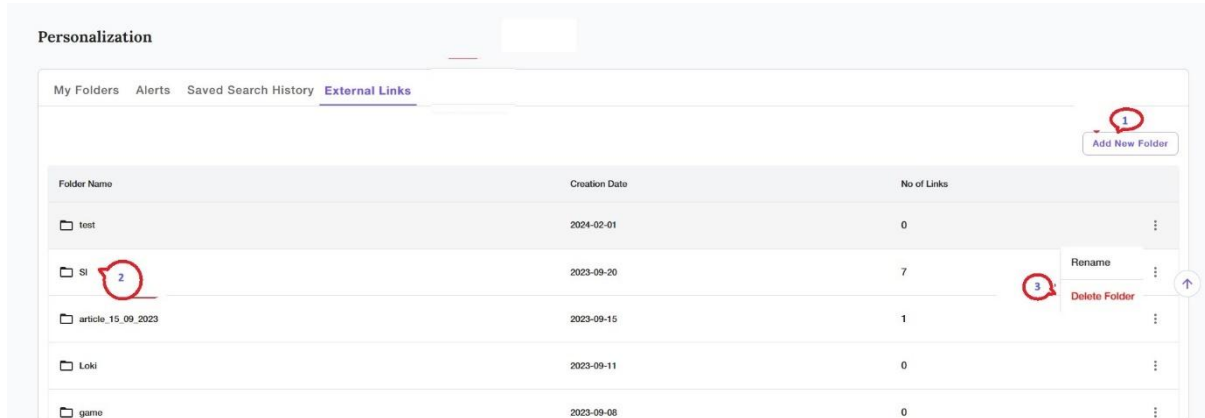 Personalization
My Folders Alerts Saved Search History External Links
1
Add New Folder
Folder Name Creation Date No of Links
test 2024-02-01 0
SI 2 2023-09-20 7
Rename
3 Delete Folder
article_15_09_2023 2023-09-15 1
Loki 2023-09-11 0
game 2023-09-08 0